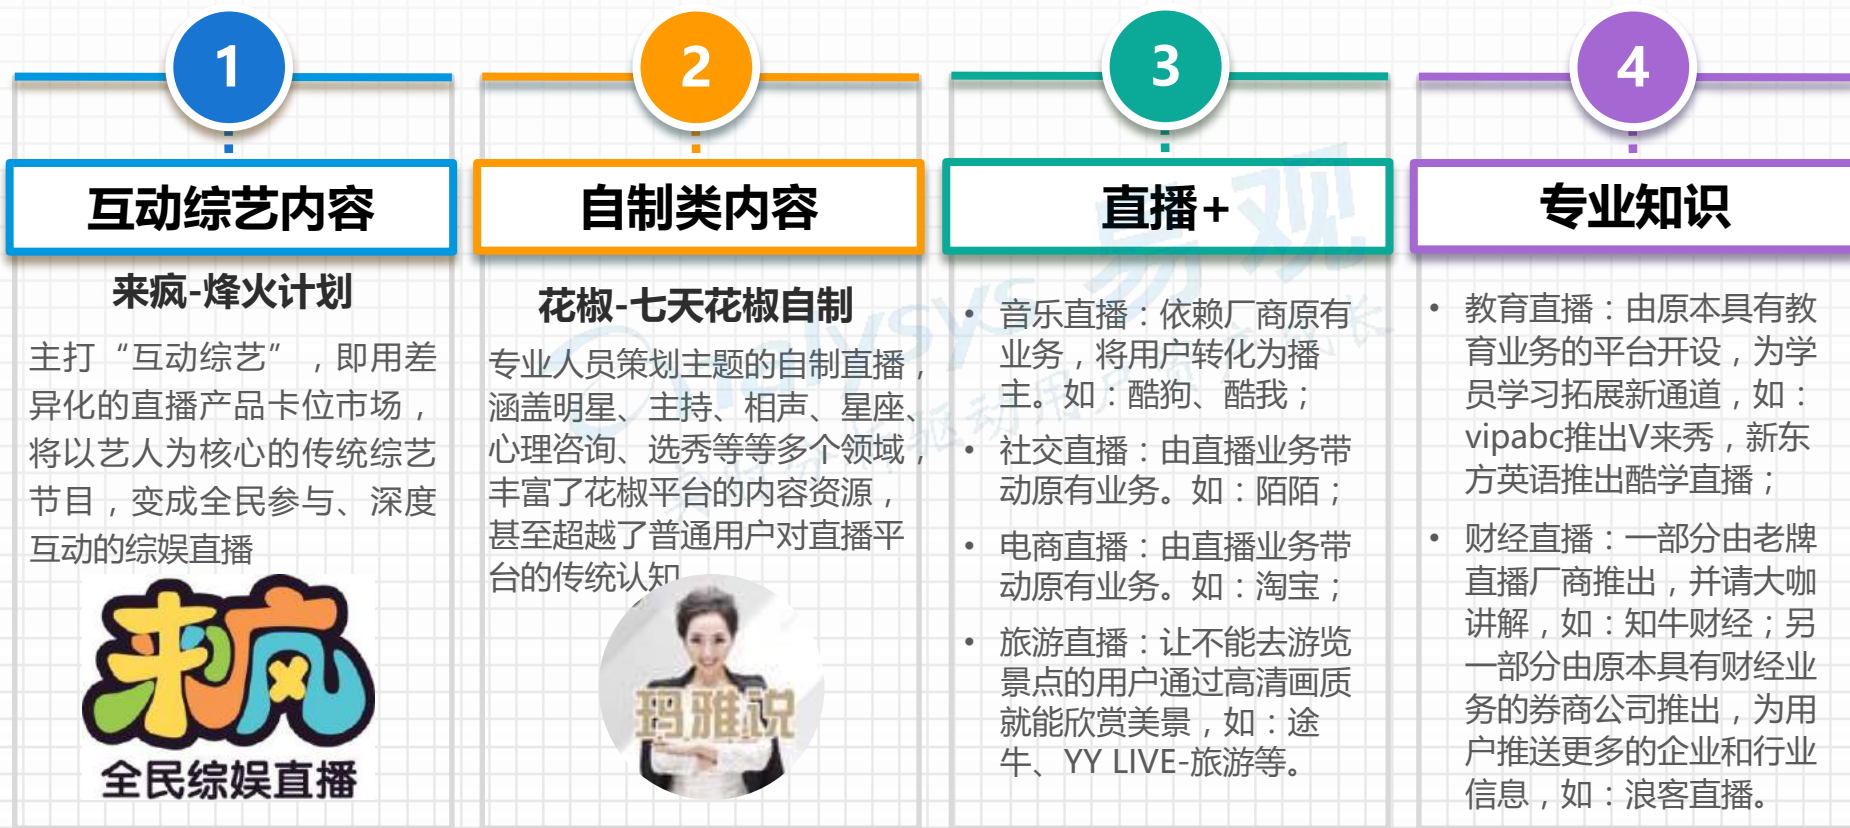 1
互动综艺内容
来疯-烽火计划
主打“互动综艺”，即用差
异化的直播产品卡位市场，
将以艺人为核心的传统综艺
节目，变成全民参与、深度
互动的综娱直播
来疯
全民综娱直播
2
自制类内容
花椒-七天花椒自制
专业人员策划主题的自制直播，
涵盖明星、主持、相声、星座、
心理咨询、选秀等等多个领域，
丰富了花椒平台的内容资源，
甚至超越了普通用户对直播平
台的传统认知
玛雅说
3
直播+
• 音乐直播：依赖厂商原有
业务，将用户转化为播
主。如：酷狗、酷我；
• 社交直播：由直播业务带
动原有业务。如：陌陌；
• 电商直播：由直播业务带
动原有业务。如：淘宝；
• 旅游直播：让不能去游览
景点的用户通过高清画质
就能欣赏美景，如：途
牛、YY LIVE-旅游等。
4
专业知识
• 教育直播：由原本具有教
育业务的平台开设，为学
员学习拓展新通道，如：
vipabc推出V来秀，新东
方英语推出酷学直播；
• 财经直播：一部分由老牌
直播厂商推出，并请大咖
讲解，如：知牛财经；另
一部分由原本具有财经业
务的券商公司推出，为用
户推送更多的企业和行业
信息，如：浪客直播。
analysys 易观